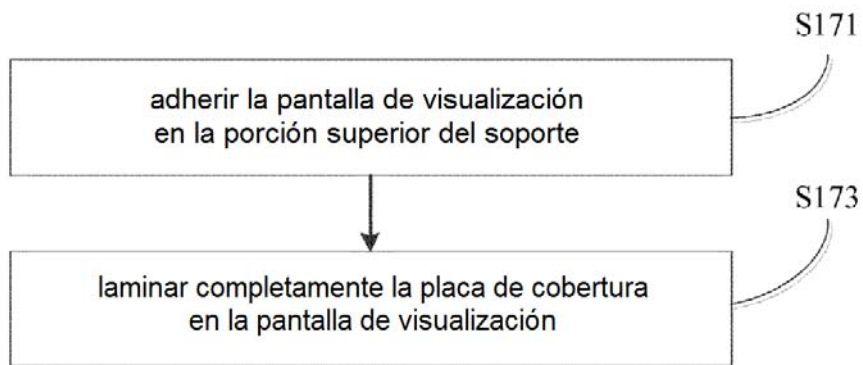 S171
adherir la pantalla de visualización
en la porción superior del soporte
S173
laminar completamente la placa de cobertura
en la pantalla de visualización